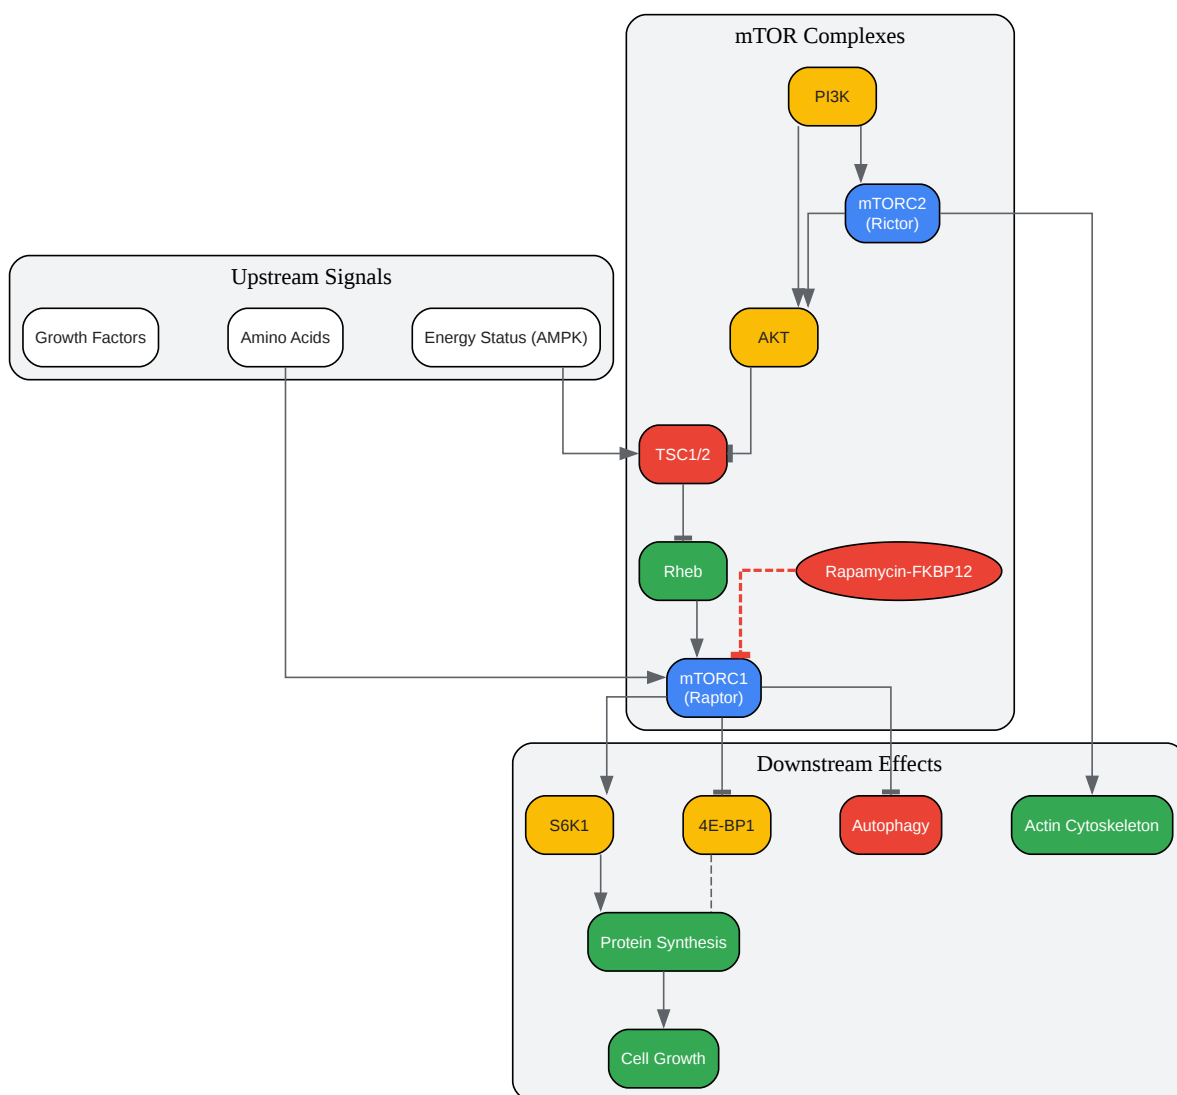 mTOR Complexes
PI3K
mTORC2
(Rictor)
Upstream Signals
Growth Factors
Amino Acids
Energy Status (AMPK)
AKT
TSC1/2
Rheb
Rapamycin-FKBP12
mTORC1
(Raptor)
Downstream Effects
S6K1
4E-BP1
Autophagy
Actin Cytoskeleton
Protein Synthesis
Cell Growth